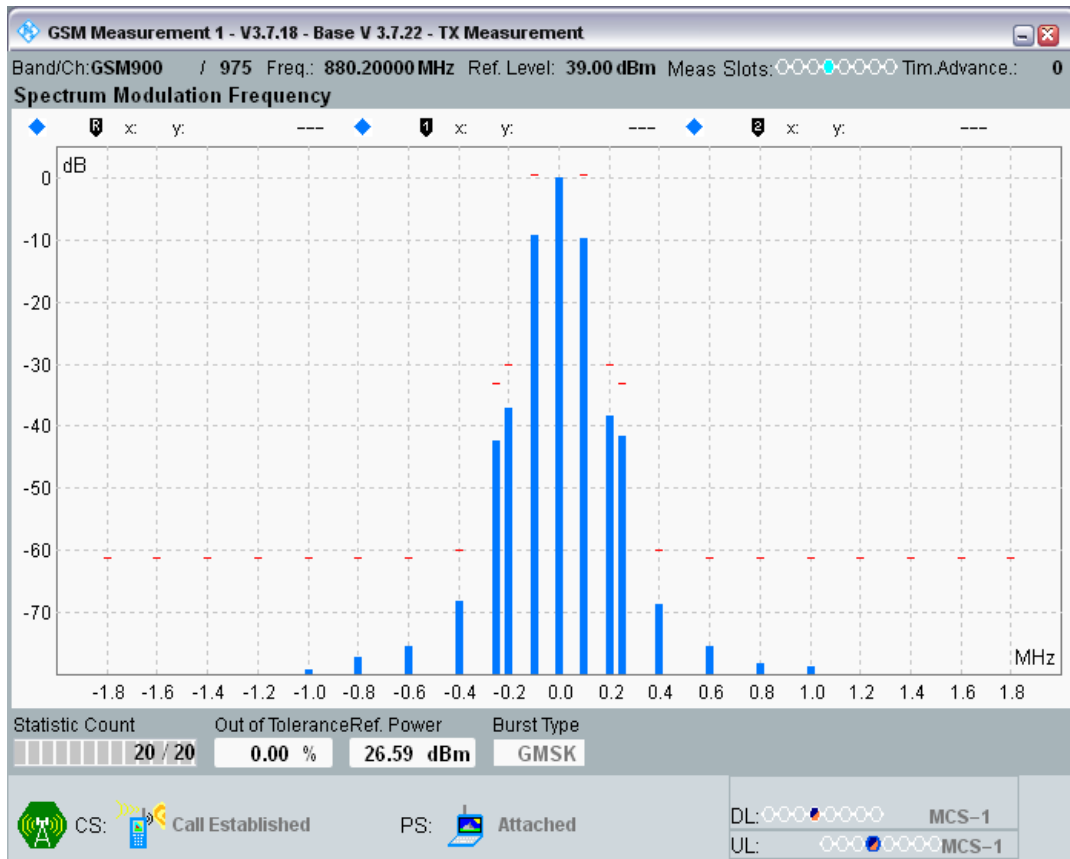 GSM Measurement 1 - V3.7.18 - Base V 3.7.22 - TX Measurement
Band/Ch:GSM900 / 975 Freq.: 880.20000 MHz Ref. Level: 39.00 dBm Meas Slots: Tim.Advance.: 0
Spectrum Modulation Frequency
R x: y: --- 1 x: y: --- 2 x: y: ---
dB
0
-10
-20
-30
-40
-50
-60
-70
MHz
-1.8 -1.6 -1.4 -1.2 -1.0 -0.8 -0.6 -0.4 -0.2 0.0 0.2 0.4 0.6 0.8 1.0 1.2 1.4 1.6 1.8
Statistic Count Out of Tolerance Ref. Power Burst Type
20 / 20 0.00 % 26.59 dBm GMSK
CS: Call Established PS: Attached
DL: MCS-1
UL: MCS-1